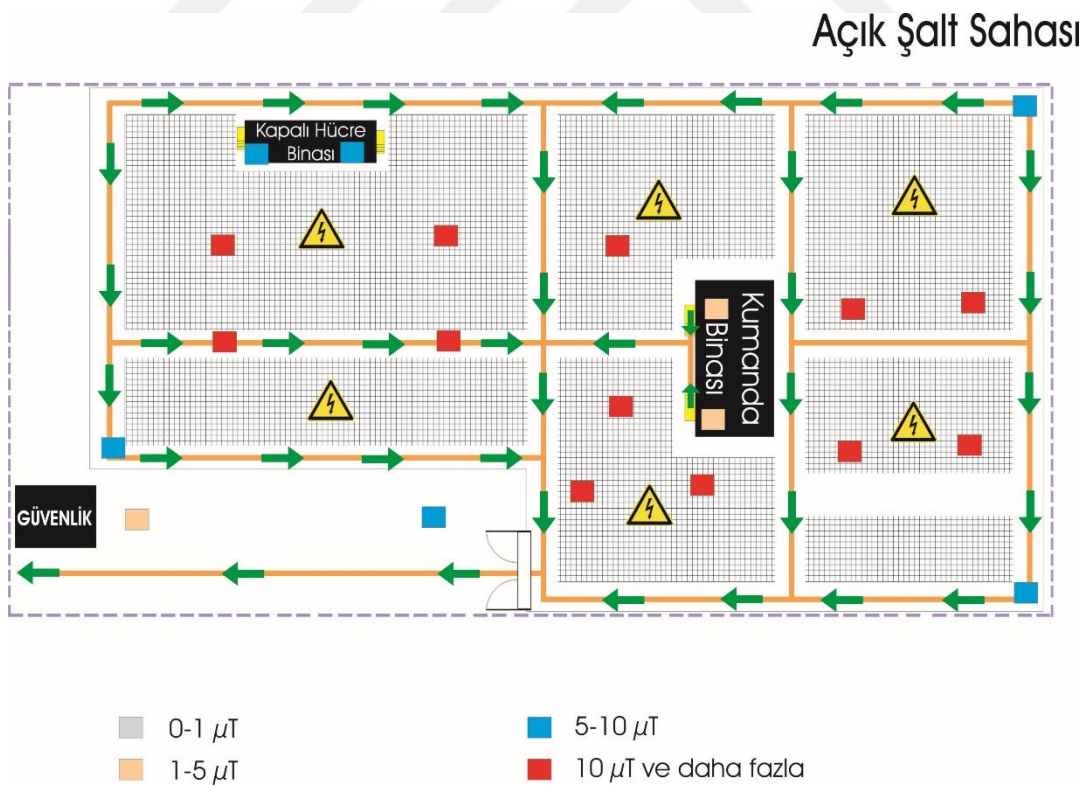 Açık Şalt Sahası
Kapalı Hücre
Binası
Kumanda
Binası
GÜVENLİK
0-1 µT
1-5 µT
5-10 µT
10 µT ve daha fazla